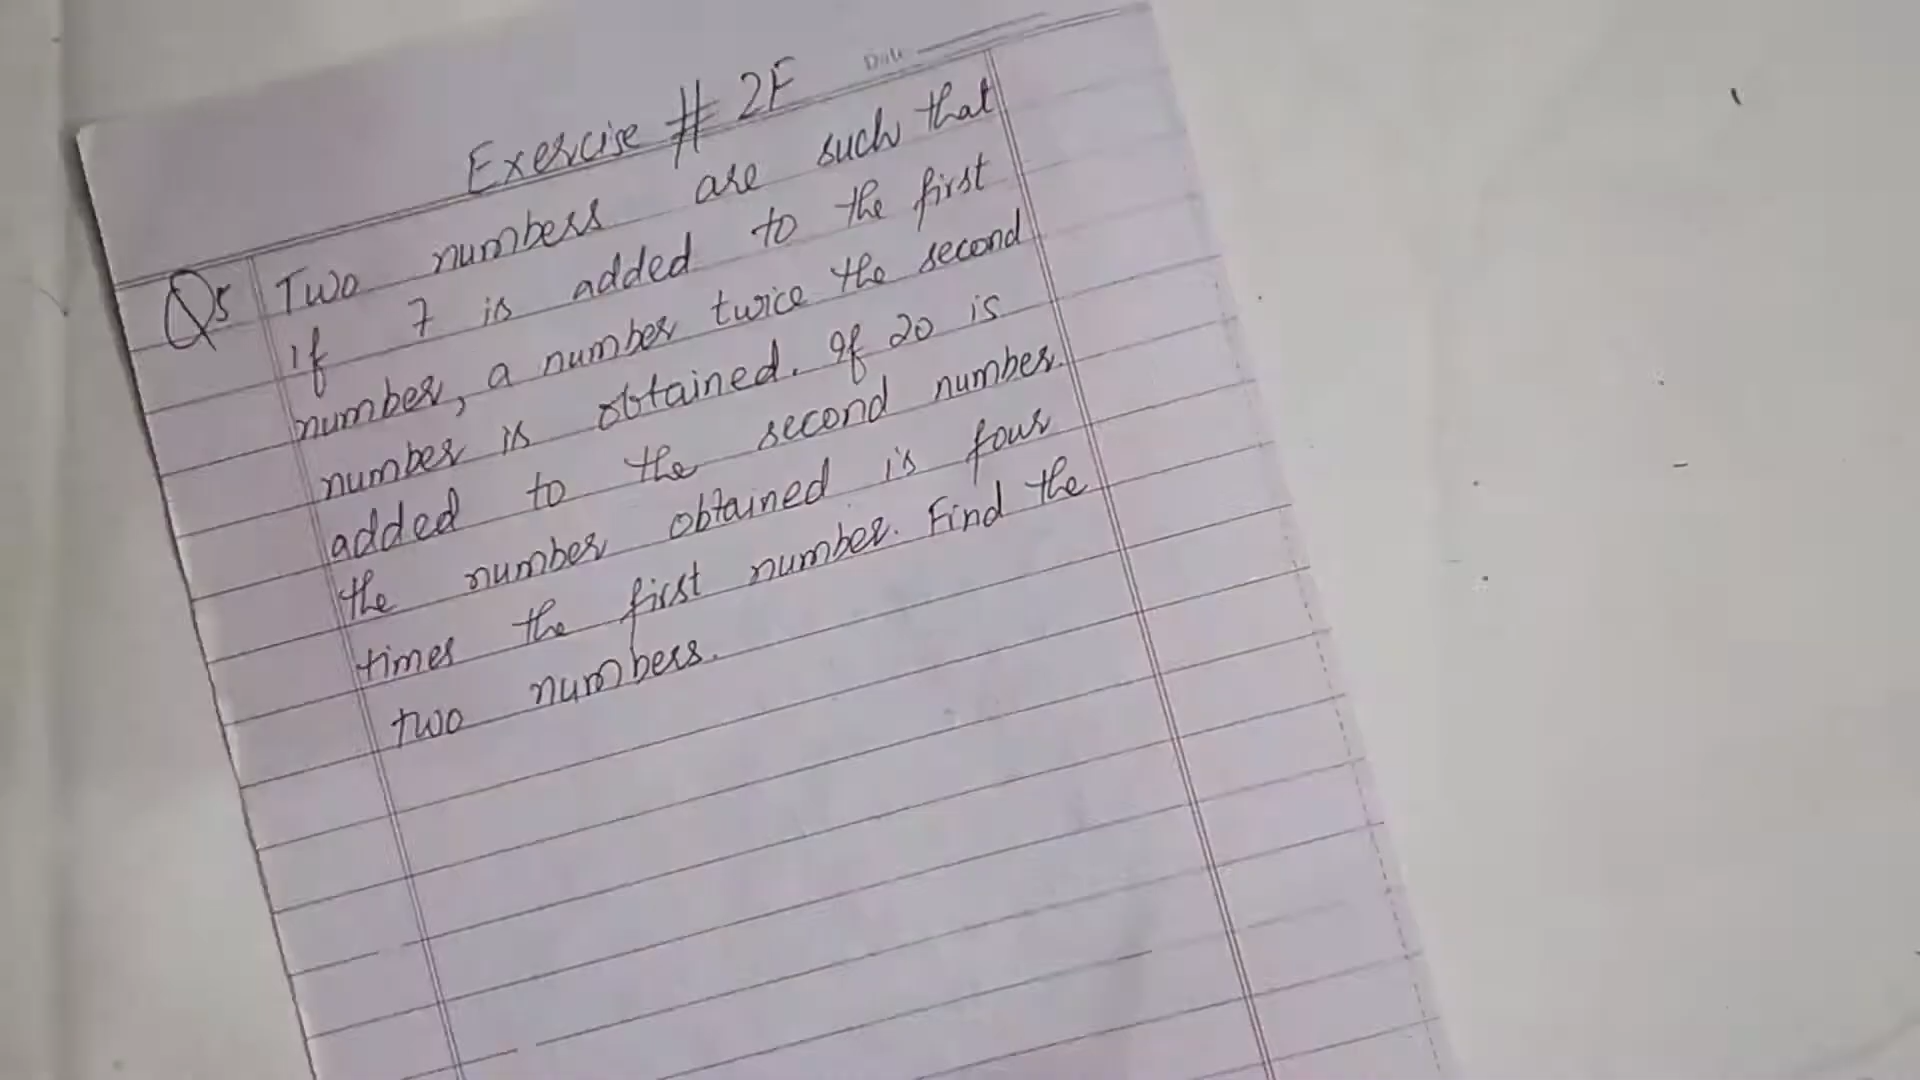 Date
Exercise # 2F
Q5 Two numbers are such that
if 7 is added to the first
number, a number twice the second
number is obtained. If 20 is
added to the second number
the number obtained is four
times the first number. Find the
two numbers.